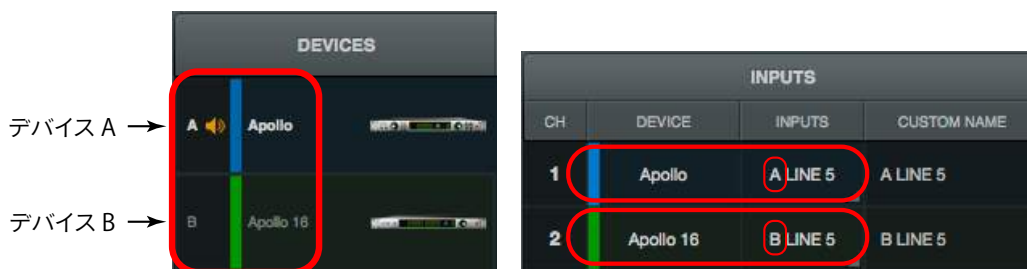 DEVICES
デバイス A
A Apollo
デバイス B
B Apollo 16
INPUTS
CH DEVICE INPUTS CUSTOM NAME
1 Apollo A LINE 5 A LINE 5
2 Apollo 16 B LINE 5 B LINE 5